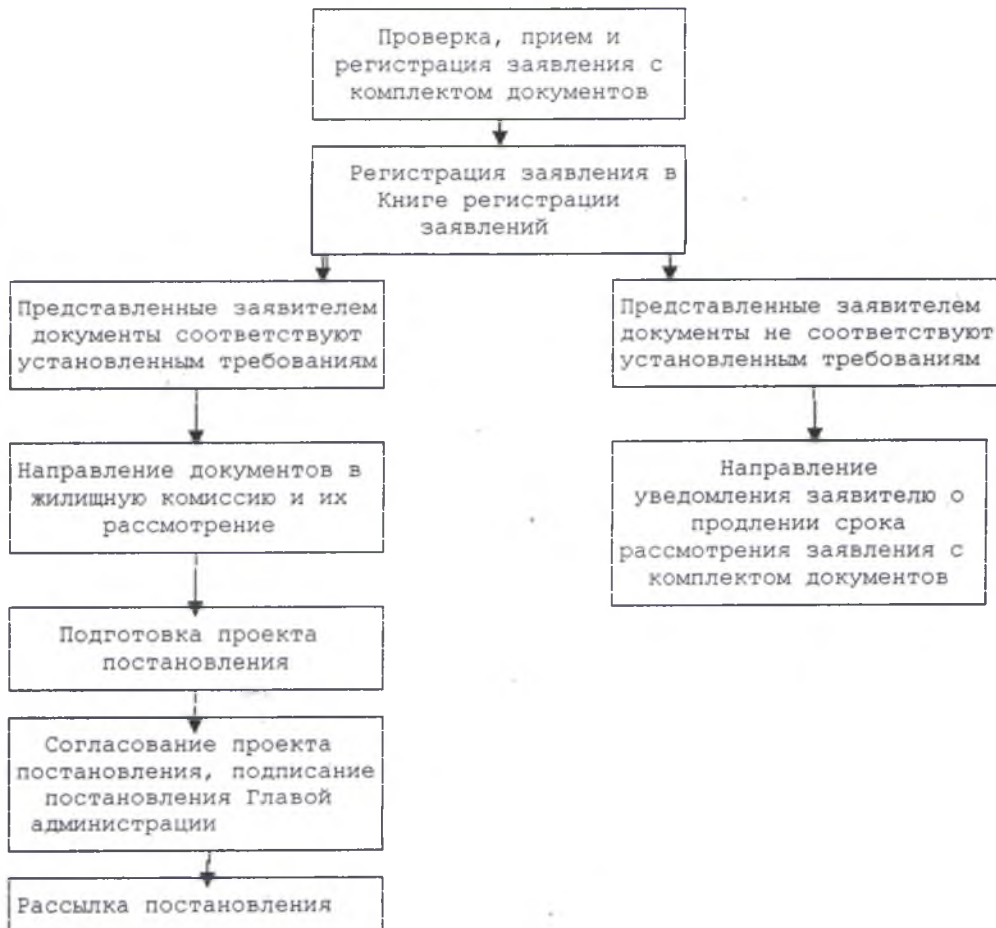 Проверка, прием и
регистрация заявления с
комплектом документов
Регистрация заявления в
Книге регистрации
заявлений
Представленные заявителем
документы соответствуют
установленным требованиям
Представленные заявителем
документы не соответствуют
установленным требованиям
Направление документов в
жилищную комиссию и их
рассмотрение
Направление
уведомления заявителю о
продлении срока
рассмотрения заявления с
комплектом документов
Подготовка проекта
постановления
Согласование проекта
постановления, подписание
постановления Главой
администрации
Рассылка постановления